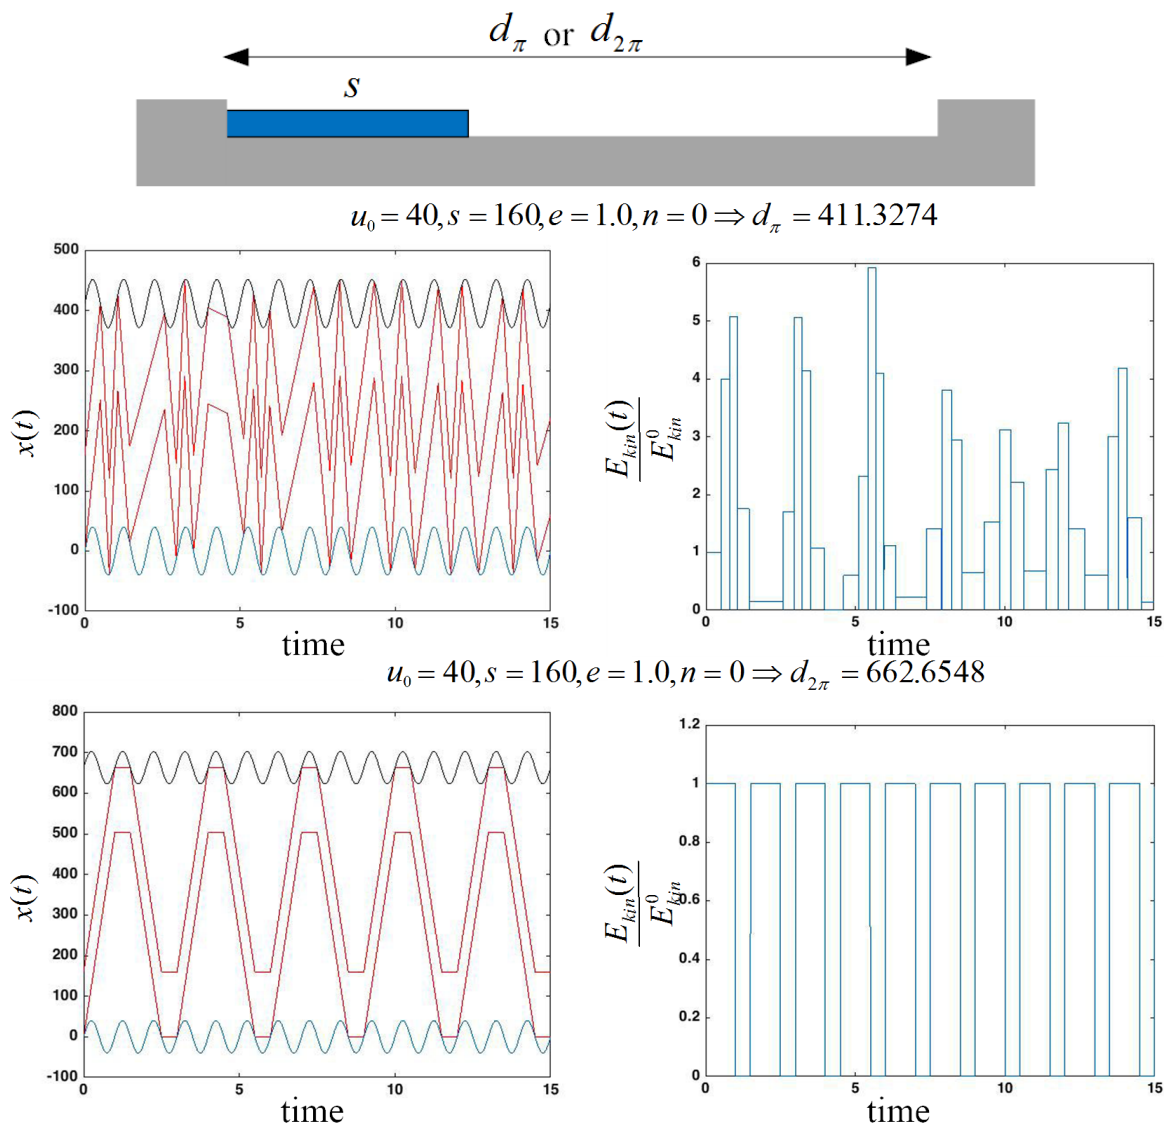 d_π or d_2π
s
u_0 = 40, s = 160, e = 1.0, n = 0 ⇒ d_π = 411.3274
500
400
300
200
100
0
-100
x(t)
0 5 10 15
time
6
5
4
3
2
1
0
E_kin(t)
E^0_kin
0 5 10 15
time
u_0 = 40, s = 160, e = 1.0, n = 0 ⇒ d_2π = 662.6548
800
700
600
500
400
300
200
100
0
-100
x(t)
0 5 10 15
time
1.2
1
0.8
0.6
0.4
0.2
0
E_kin(t)
E^0_kin
0 5 10 15
time